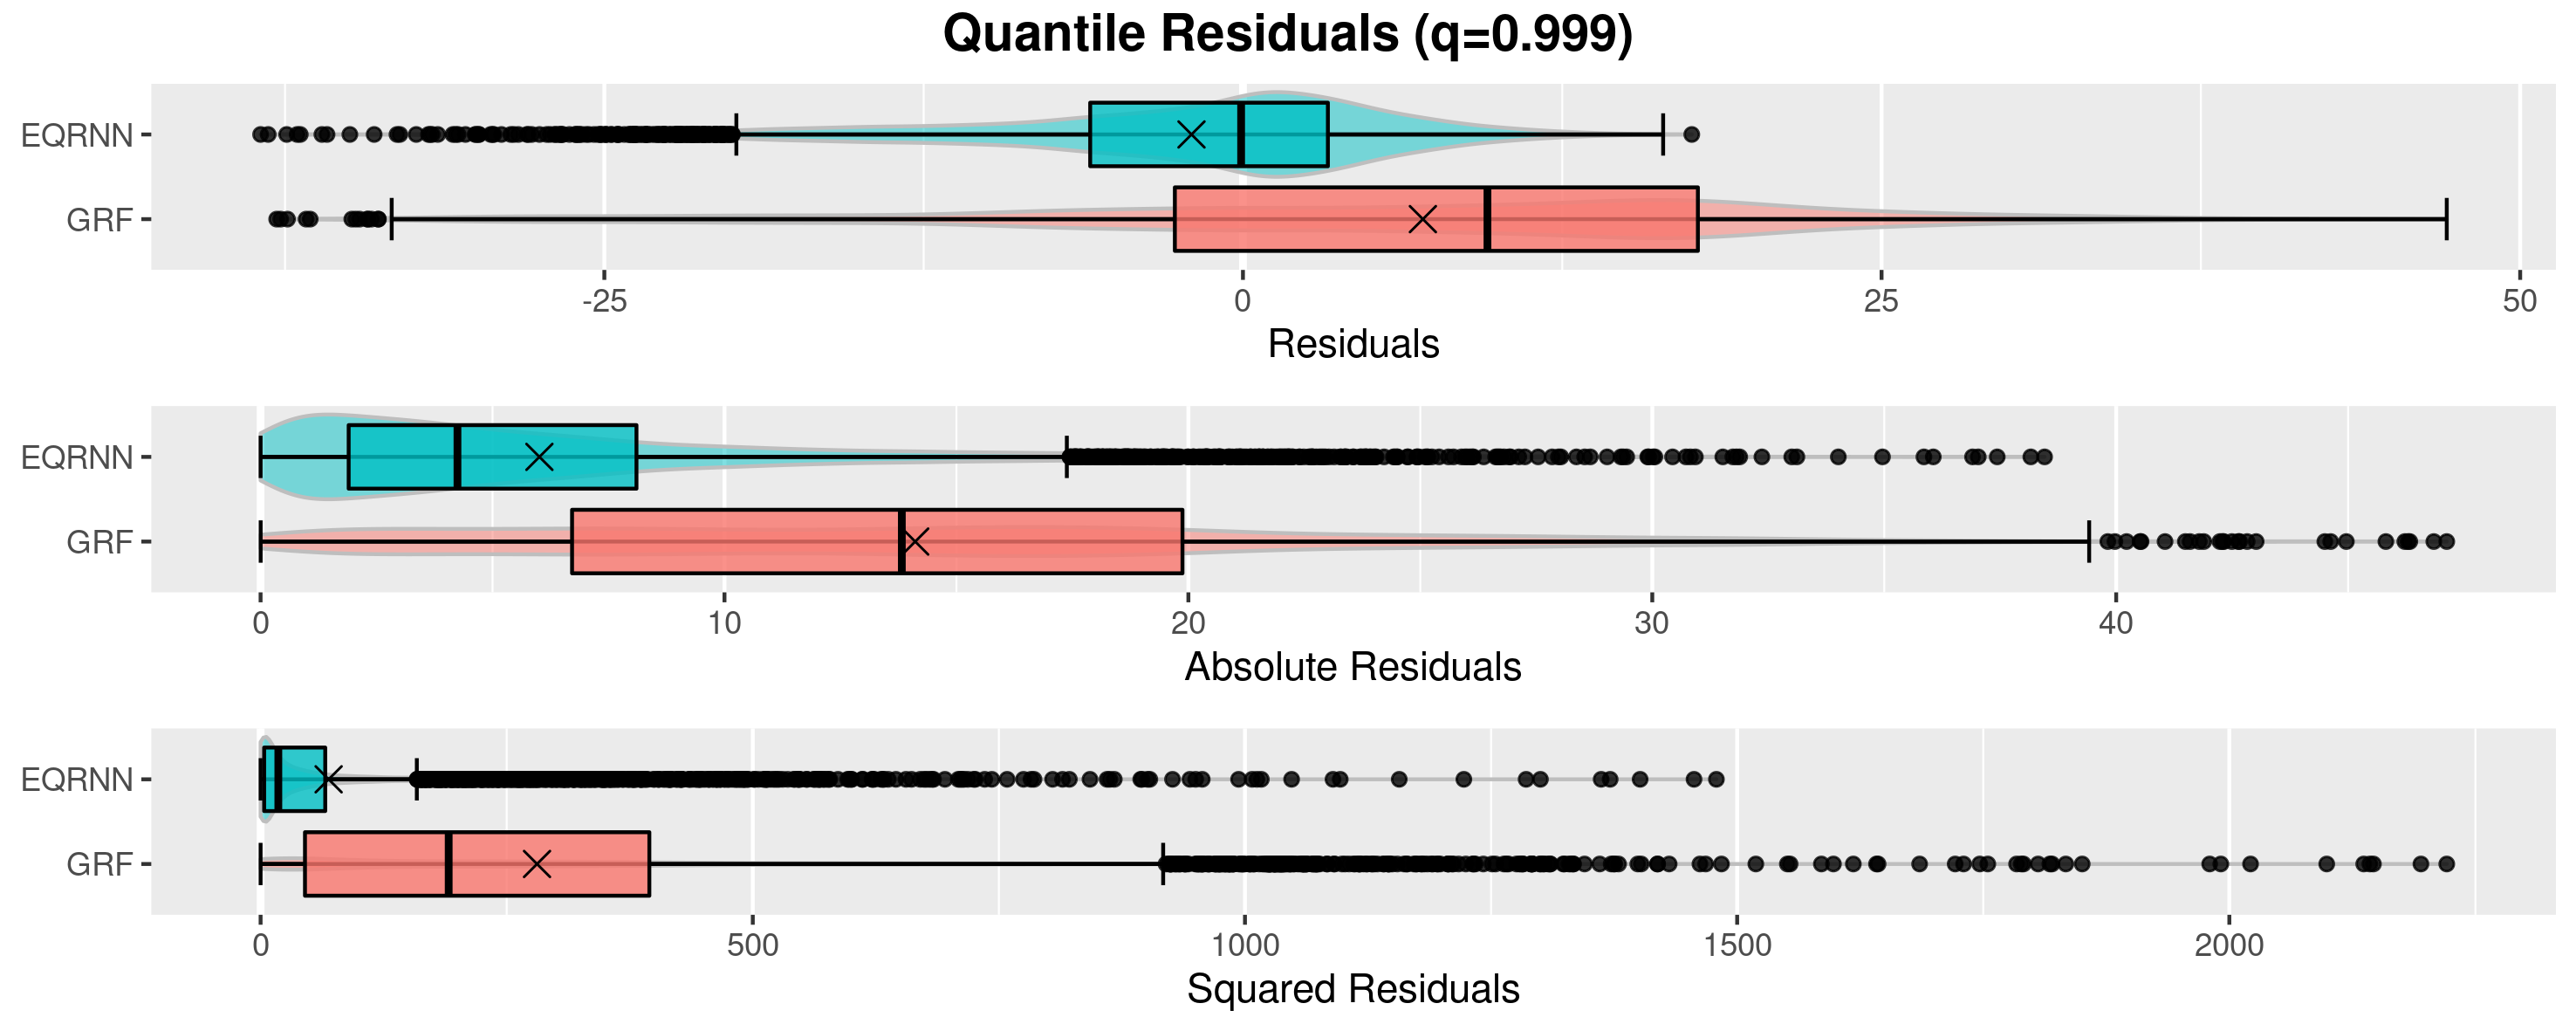 Quantile Residuals (q=0.999)
EQRNN
GRF
-25 0 25 50
Residuals
EQRNN
GRF
0 10 20 30 40
Absolute Residuals
EQRNN
GRF
0 500 1000 1500 2000
Squared Residuals